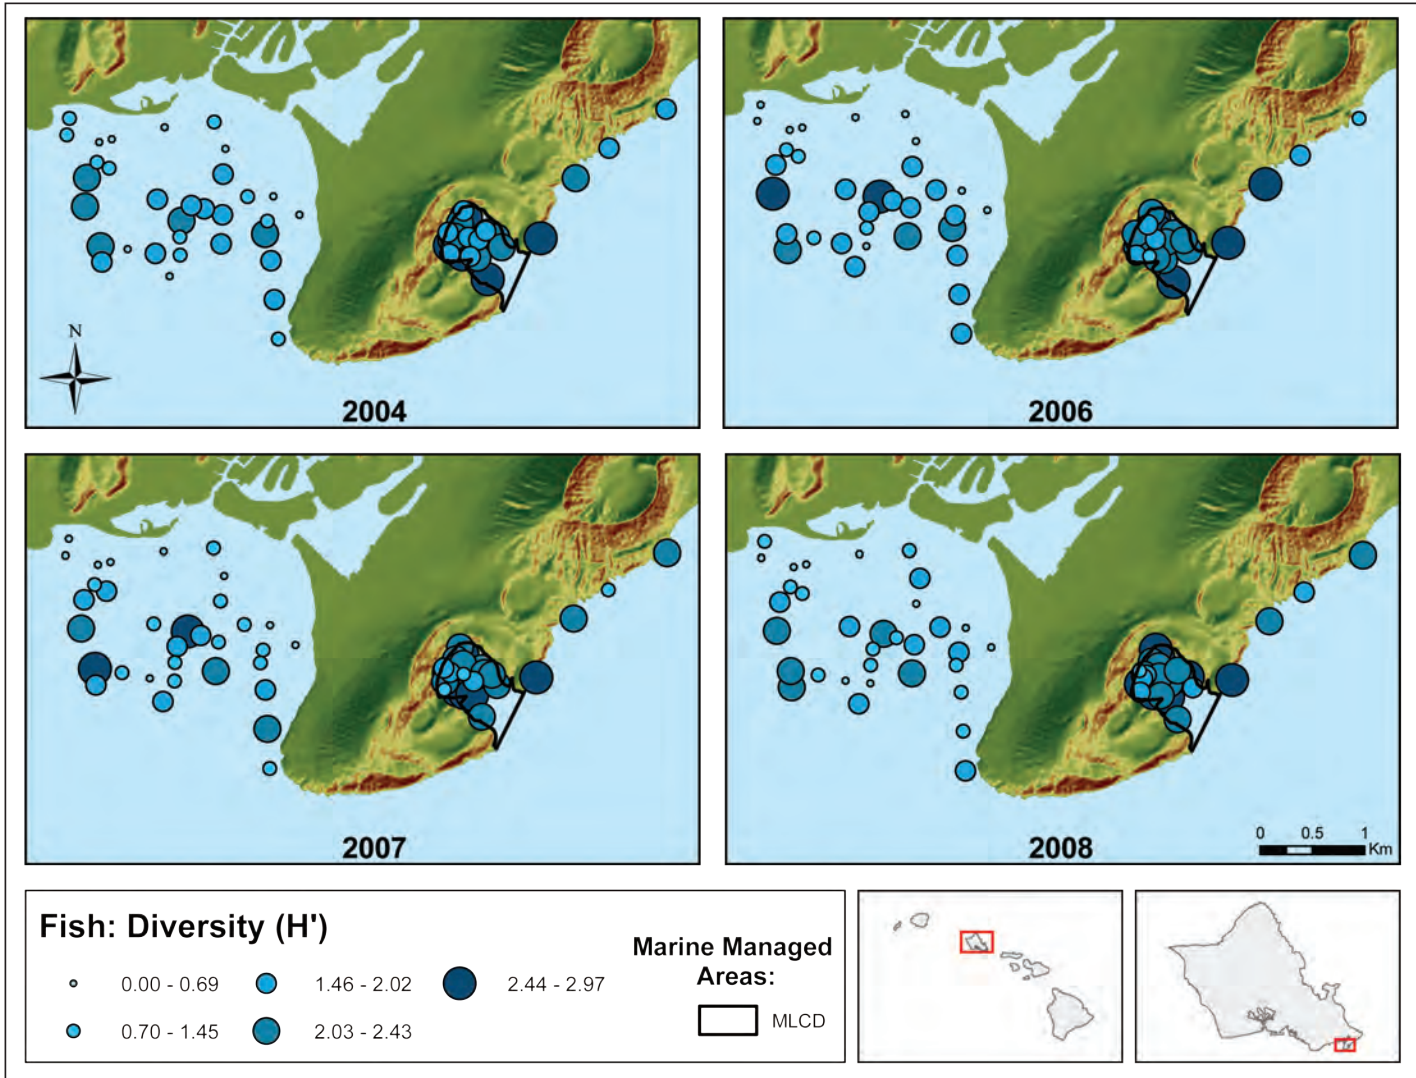 N
2004
2006
2007
2008
0 0.5 1
Km
Fish: Diversity (H')
0.00 - 0.69
1.46 - 2.02
2.44 - 2.97
0.70 - 1.45
2.03 - 2.43
Marine Managed
Areas:
MLCD